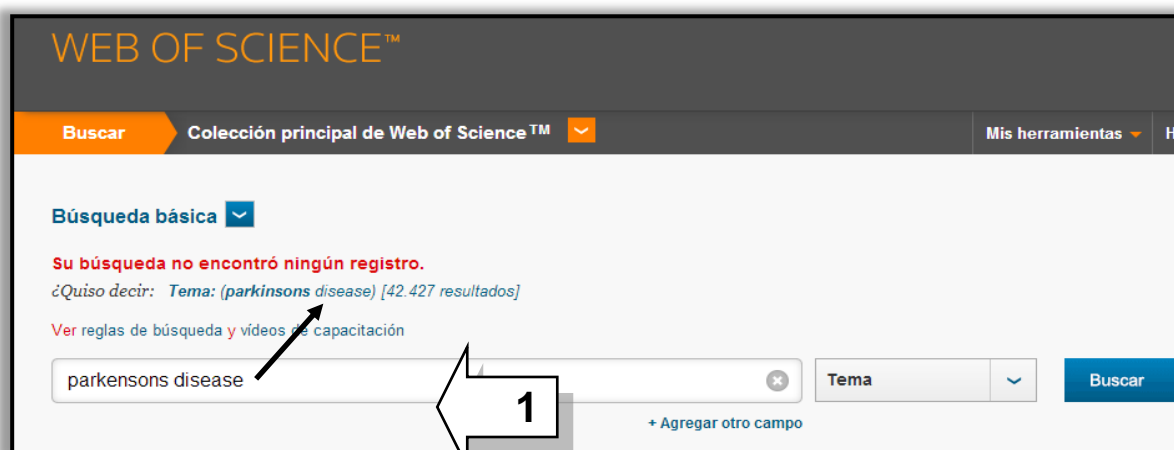 WEB OF SCIENCE™
Buscar Colección principal de Web of Science™ Mis herramientas
Búsqueda básica
Su búsqueda no encontró ningún registro.
¿Quiso decir: Tema: (parkinsons disease) [42.427 resultados]
Ver reglas de búsqueda y vídeos de capacitación
parkensons disease Tema Buscar
1
+ Agregar otro campo